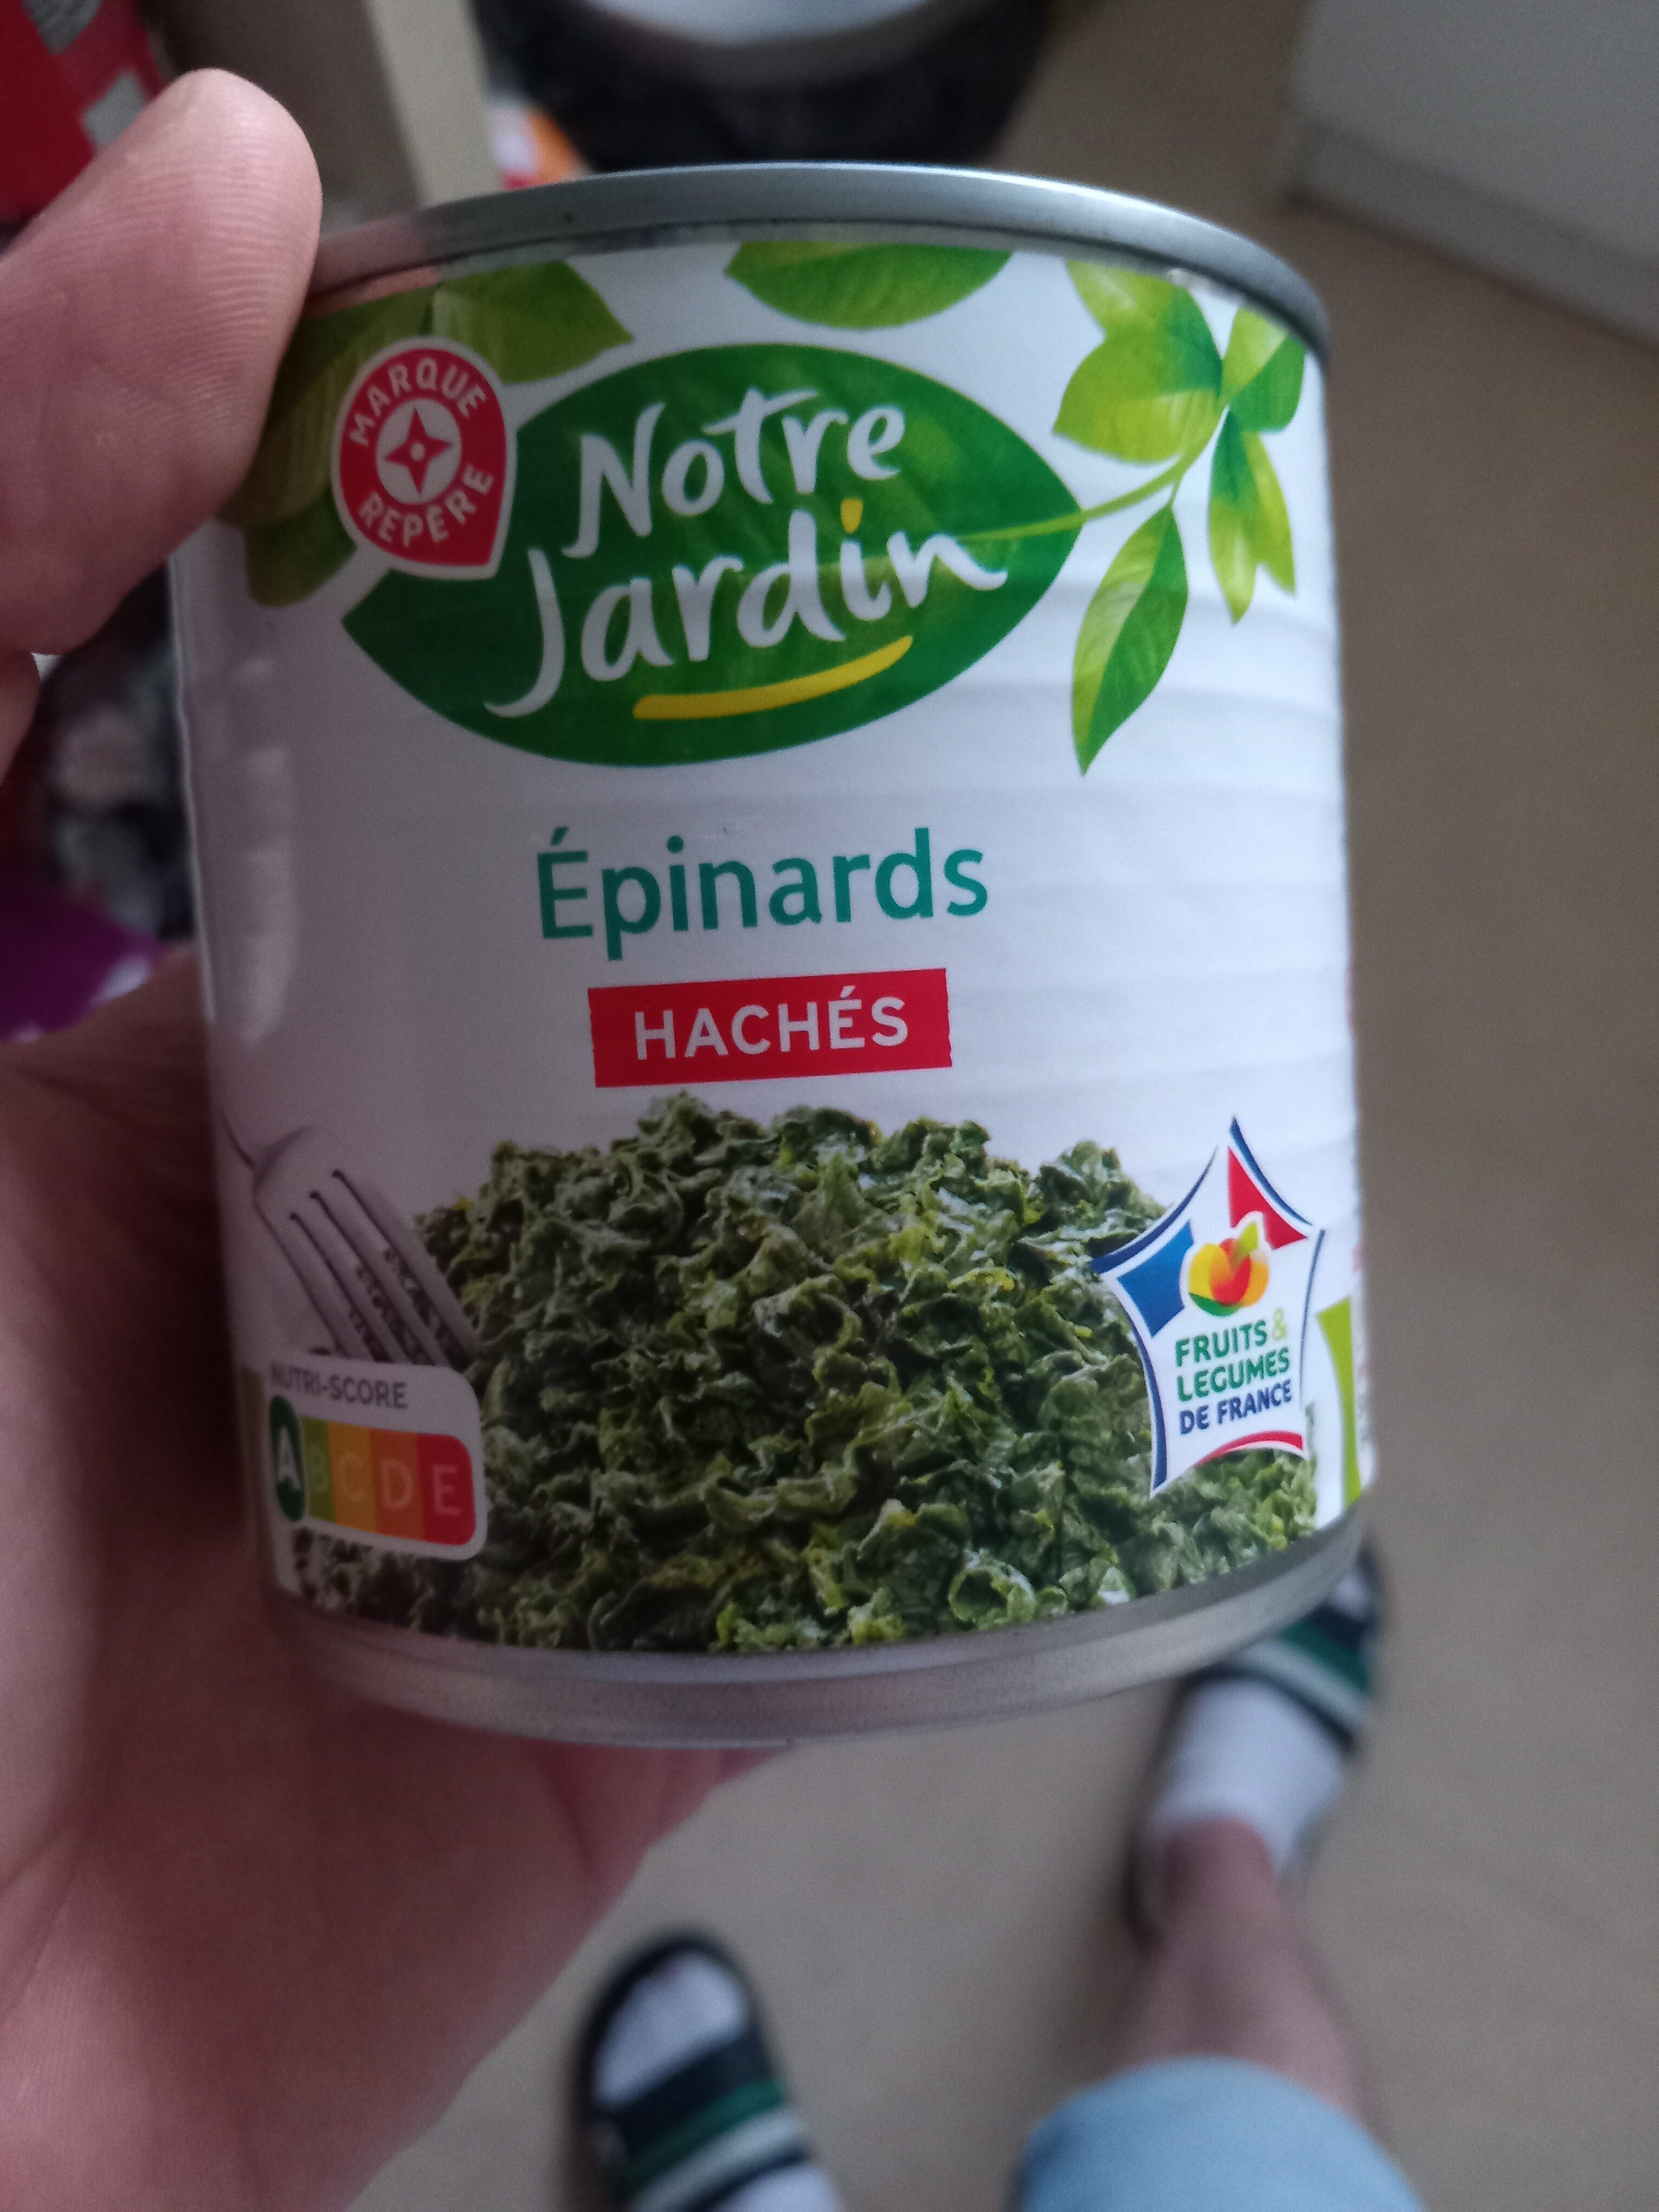 MARQUE
REPÈRE
Notre
Jardin
Épinards
HACHÉS
FRUITS &
LEGUMES
DE FRANCE
NUTRI-SCORE
A B C D E